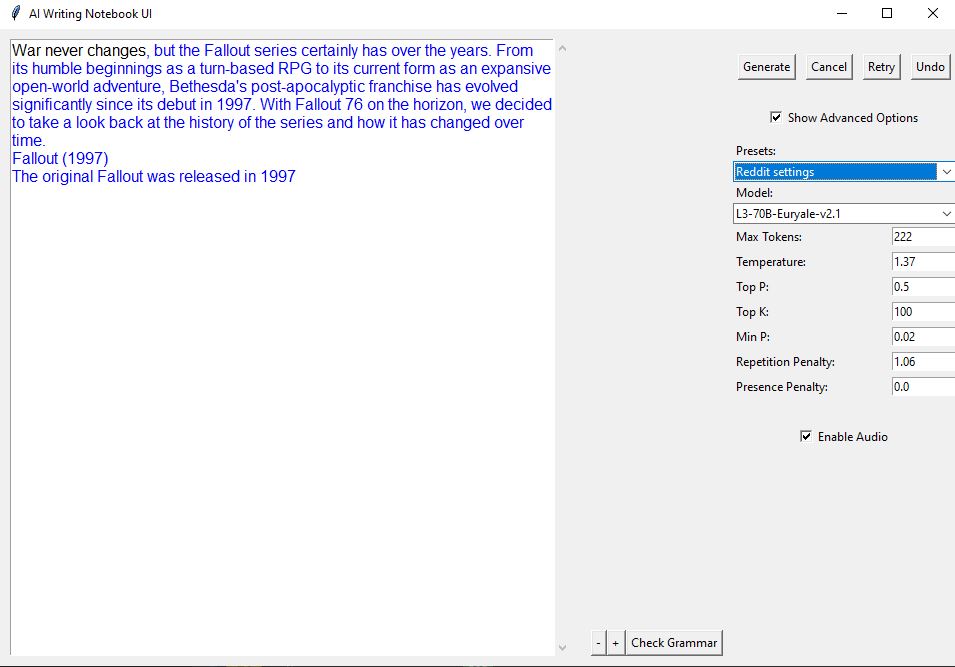 AI Writing Notebook UI
War never changes, but the Fallout series certainly has over the years. From
its humble beginnings as a turn-based RPG to its current form as an expansive
open-world adventure, Bethesda's post-apocalyptic franchise has evolved
significantly since its debut in 1997. With Fallout 76 on the horizon, we decided
to take a look back at the history of the series and how it has changed over
time.
Fallout (1997)
The original Fallout was released in 1997
Generate Cancel Retry Undo
Show Advanced Options
Presets:
Reddit settings
Model:
L3-70B-Euryale-v2.1
Max Tokens: 222
Temperature: 1.37
Top P: 0.5
Top K: 100
Min P: 0.02
Repetition Penalty: 1.06
Presence Penalty: 0.0
Enable Audio
- + Check Grammar